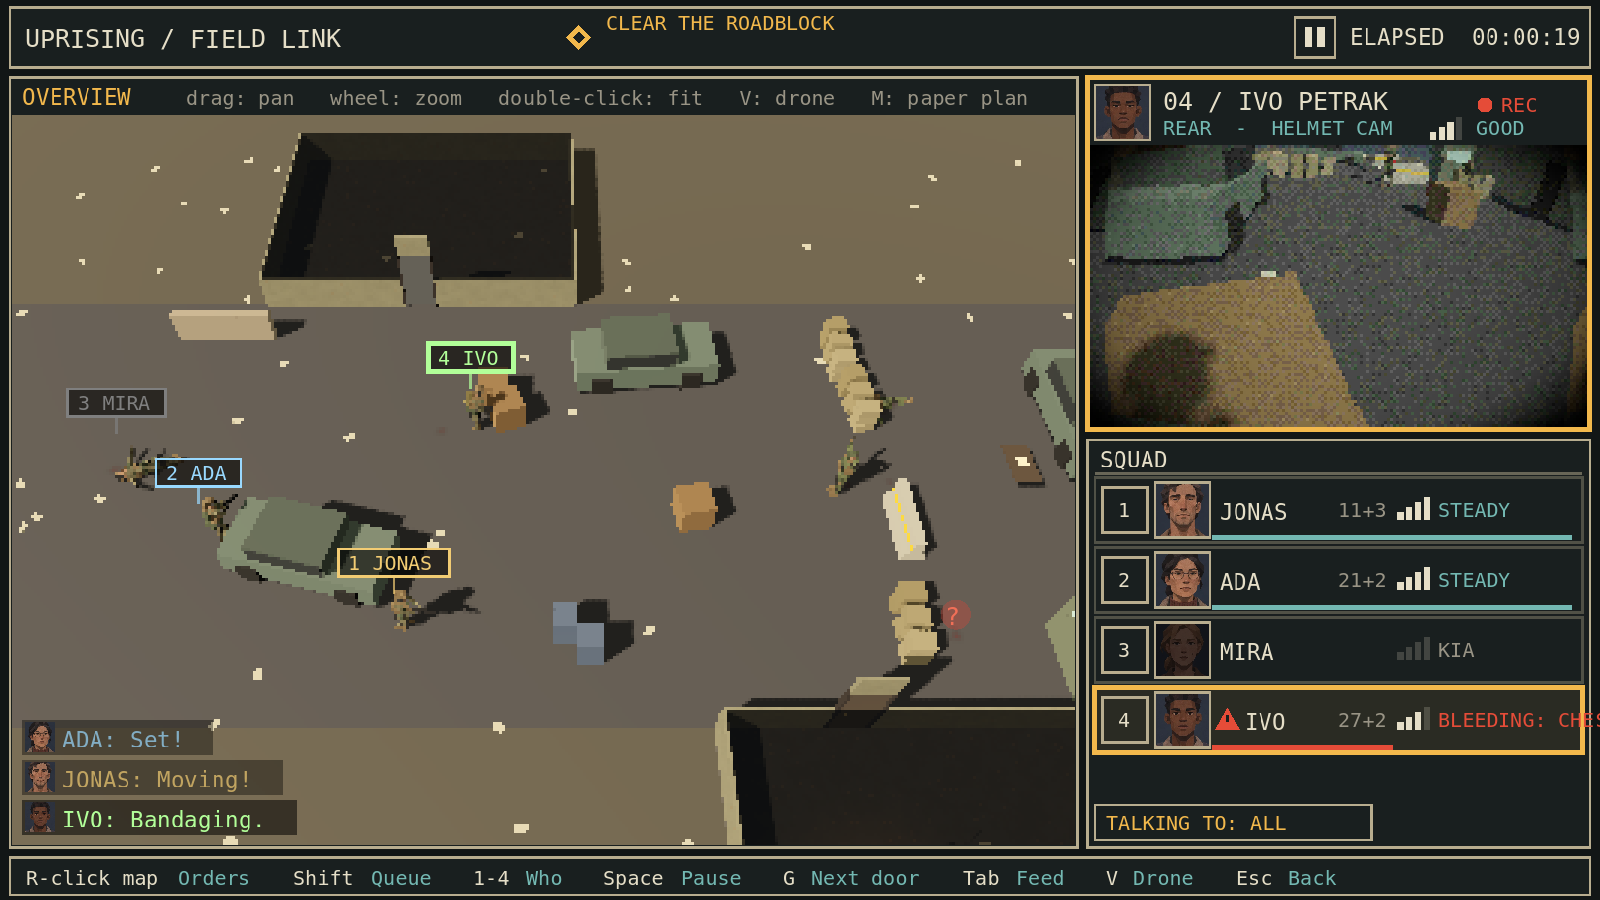 UPRISING / FIELD LINK
CLEAR THE ROADBLOCK
ELAPSED 00:00:19
OVERVIEW drag: pan wheel: zoom double-click: fit V: drone M: paper plan
04 / IVO PETRAK
REC
REAR - HELMET CAM
GOOD
4 IVO
3 MIRA
2 ADA
1 JONAS
?
ADA: Set!
JONAS: Moving!
IVO: Bandaging.
SQUAD
1 JONAS 11+3 STEADY
2 ADA 21+2 STEADY
3 MIRA KIA
4 IVO 27+2 BLEEDING: CHES
TALKING TO: ALL
R-click map Orders Shift Queue 1-4 Who Space Pause G Next door Tab Feed V Drone Esc Back